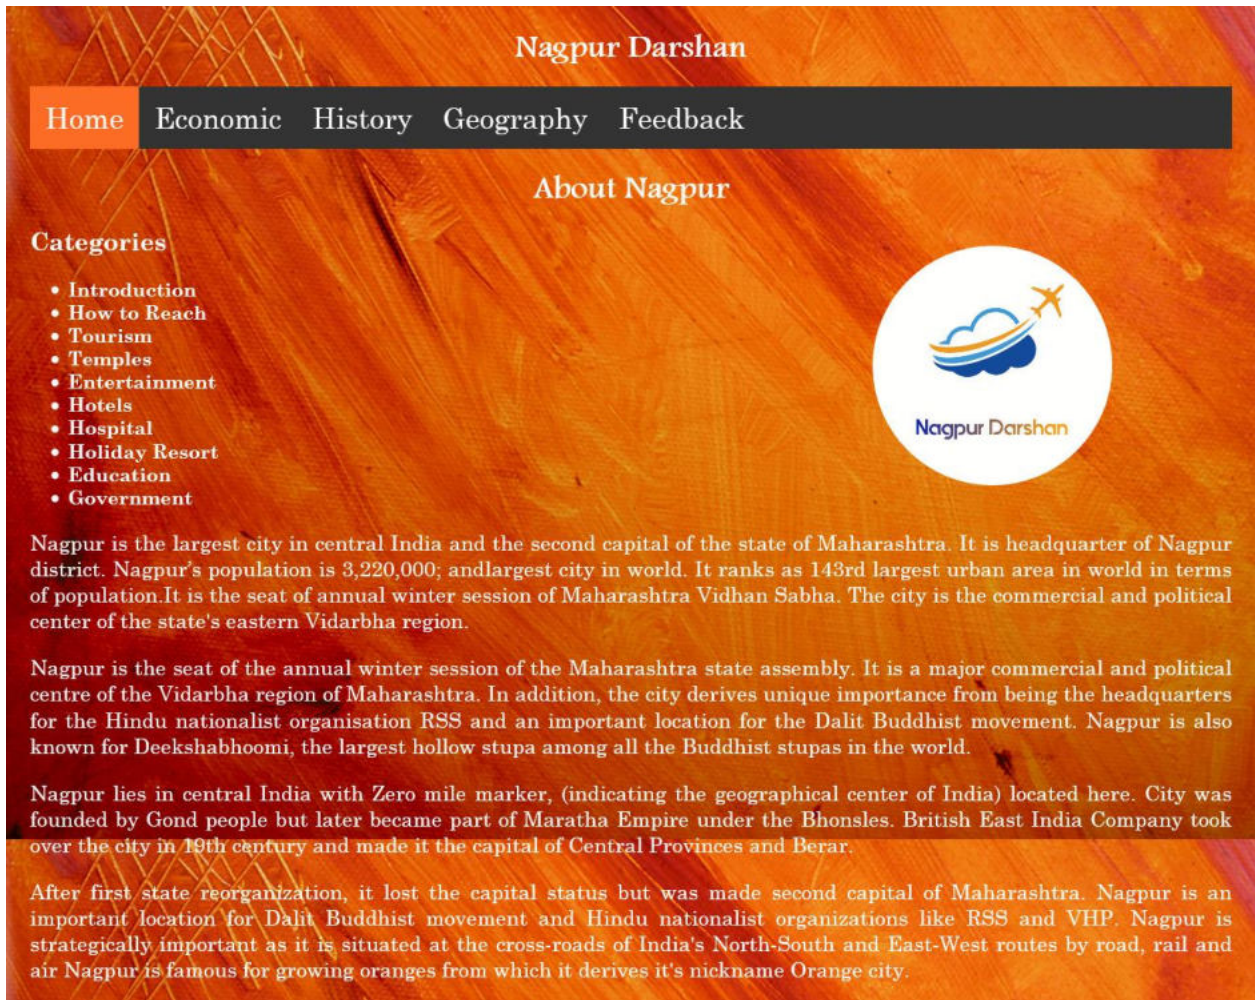 Nagpur Darshan
Home Economic History Geography Feedback
About Nagpur
Categories
• Introduction
• How to Reach
• Tourism
• Temples
• Entertainment
• Hotels
• Hospital
• Holiday Resort
• Education
• Government
Nagpur Darshan
Nagpur is the largest city in central India and the second capital of the state of Maharashtra. It is headquarter of Nagpur
district. Nagpur's population is 3,220,000; andlargest city in world. It ranks as 143rd largest urban area in world in terms
of population.It is the seat of annual winter session of Maharashtra Vidhan Sabha. The city is the commercial and political
center of the state's eastern Vidarbha region.
Nagpur is the seat of the annual winter session of the Maharashtra state assembly. It is a major commercial and political
centre of the Vidarbha region of Maharashtra. In addition, the city derives unique importance from being the headquarters
for the Hindu nationalist organisation RSS and an important location for the Dalit Buddhist movement. Nagpur is also
known for Deekshabhoomi, the largest hollow stupa among all the Buddhist stupas in the world.
Nagpur lies in central India with Zero mile marker, (indicating the geographical center of India) located here. City was
founded by Gond people but later became part of Maratha Empire under the Bhonsles. British East India Company took
over the city in 19th century and made it the capital of Central Provinces and Berar.
After first state reorganization, it lost the capital status but was made second capital of Maharashtra. Nagpur is an
important location for Dalit Buddhist movement and Hindu nationalist organizations like RSS and VHP. Nagpur is
strategically important as it is situated at the cross-roads of India's North-South and East-West routes by road, rail and
air Nagpur is famous for growing oranges from which it derives it's nickname Orange city.